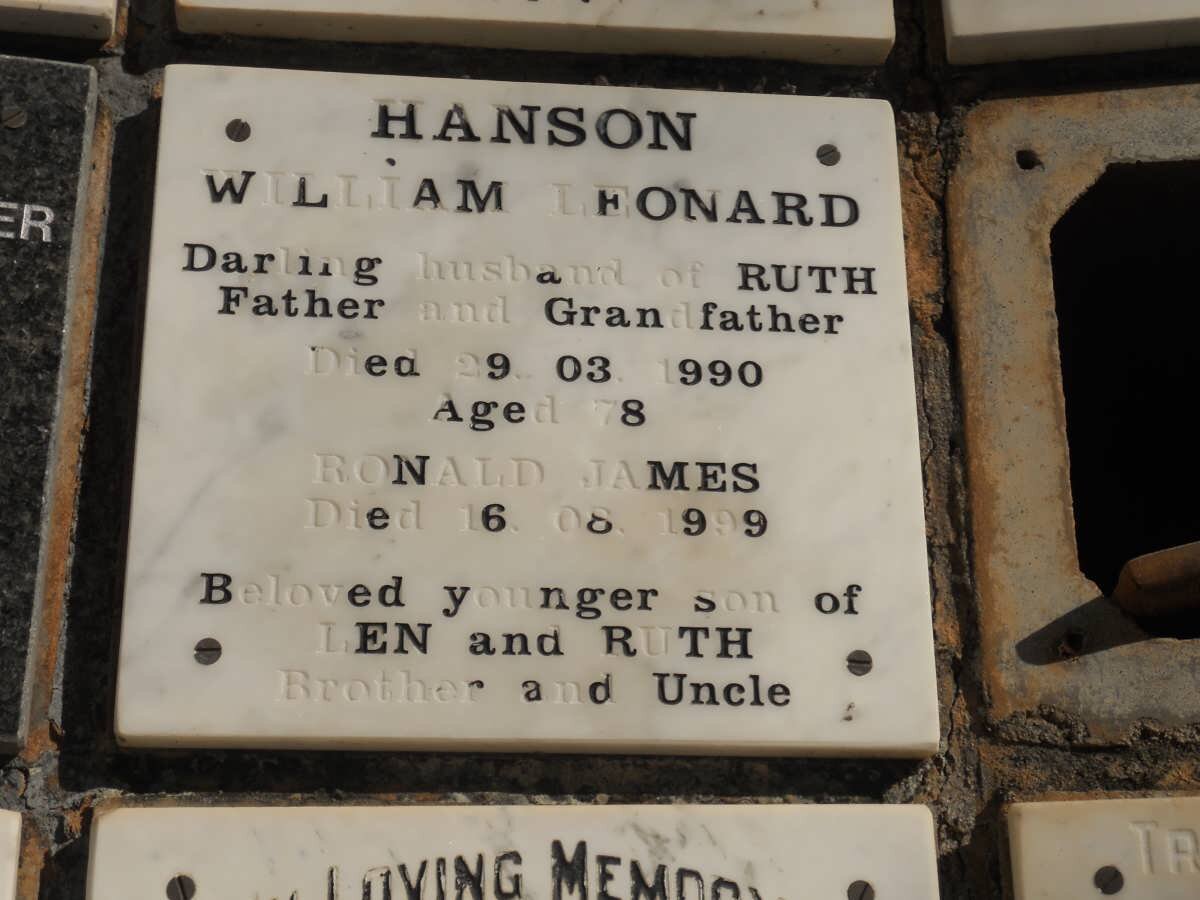 HANSON
WILLIAM LEONARD
Darling husband of RUTH
Father and Grandfather
Died 29. 03. 1990
Aged 78
RONALD JAMES
Died 16. 08. 1999
Beloved younger son of
LEN and RUTH
Brother and Uncle
LOVING MEMORY